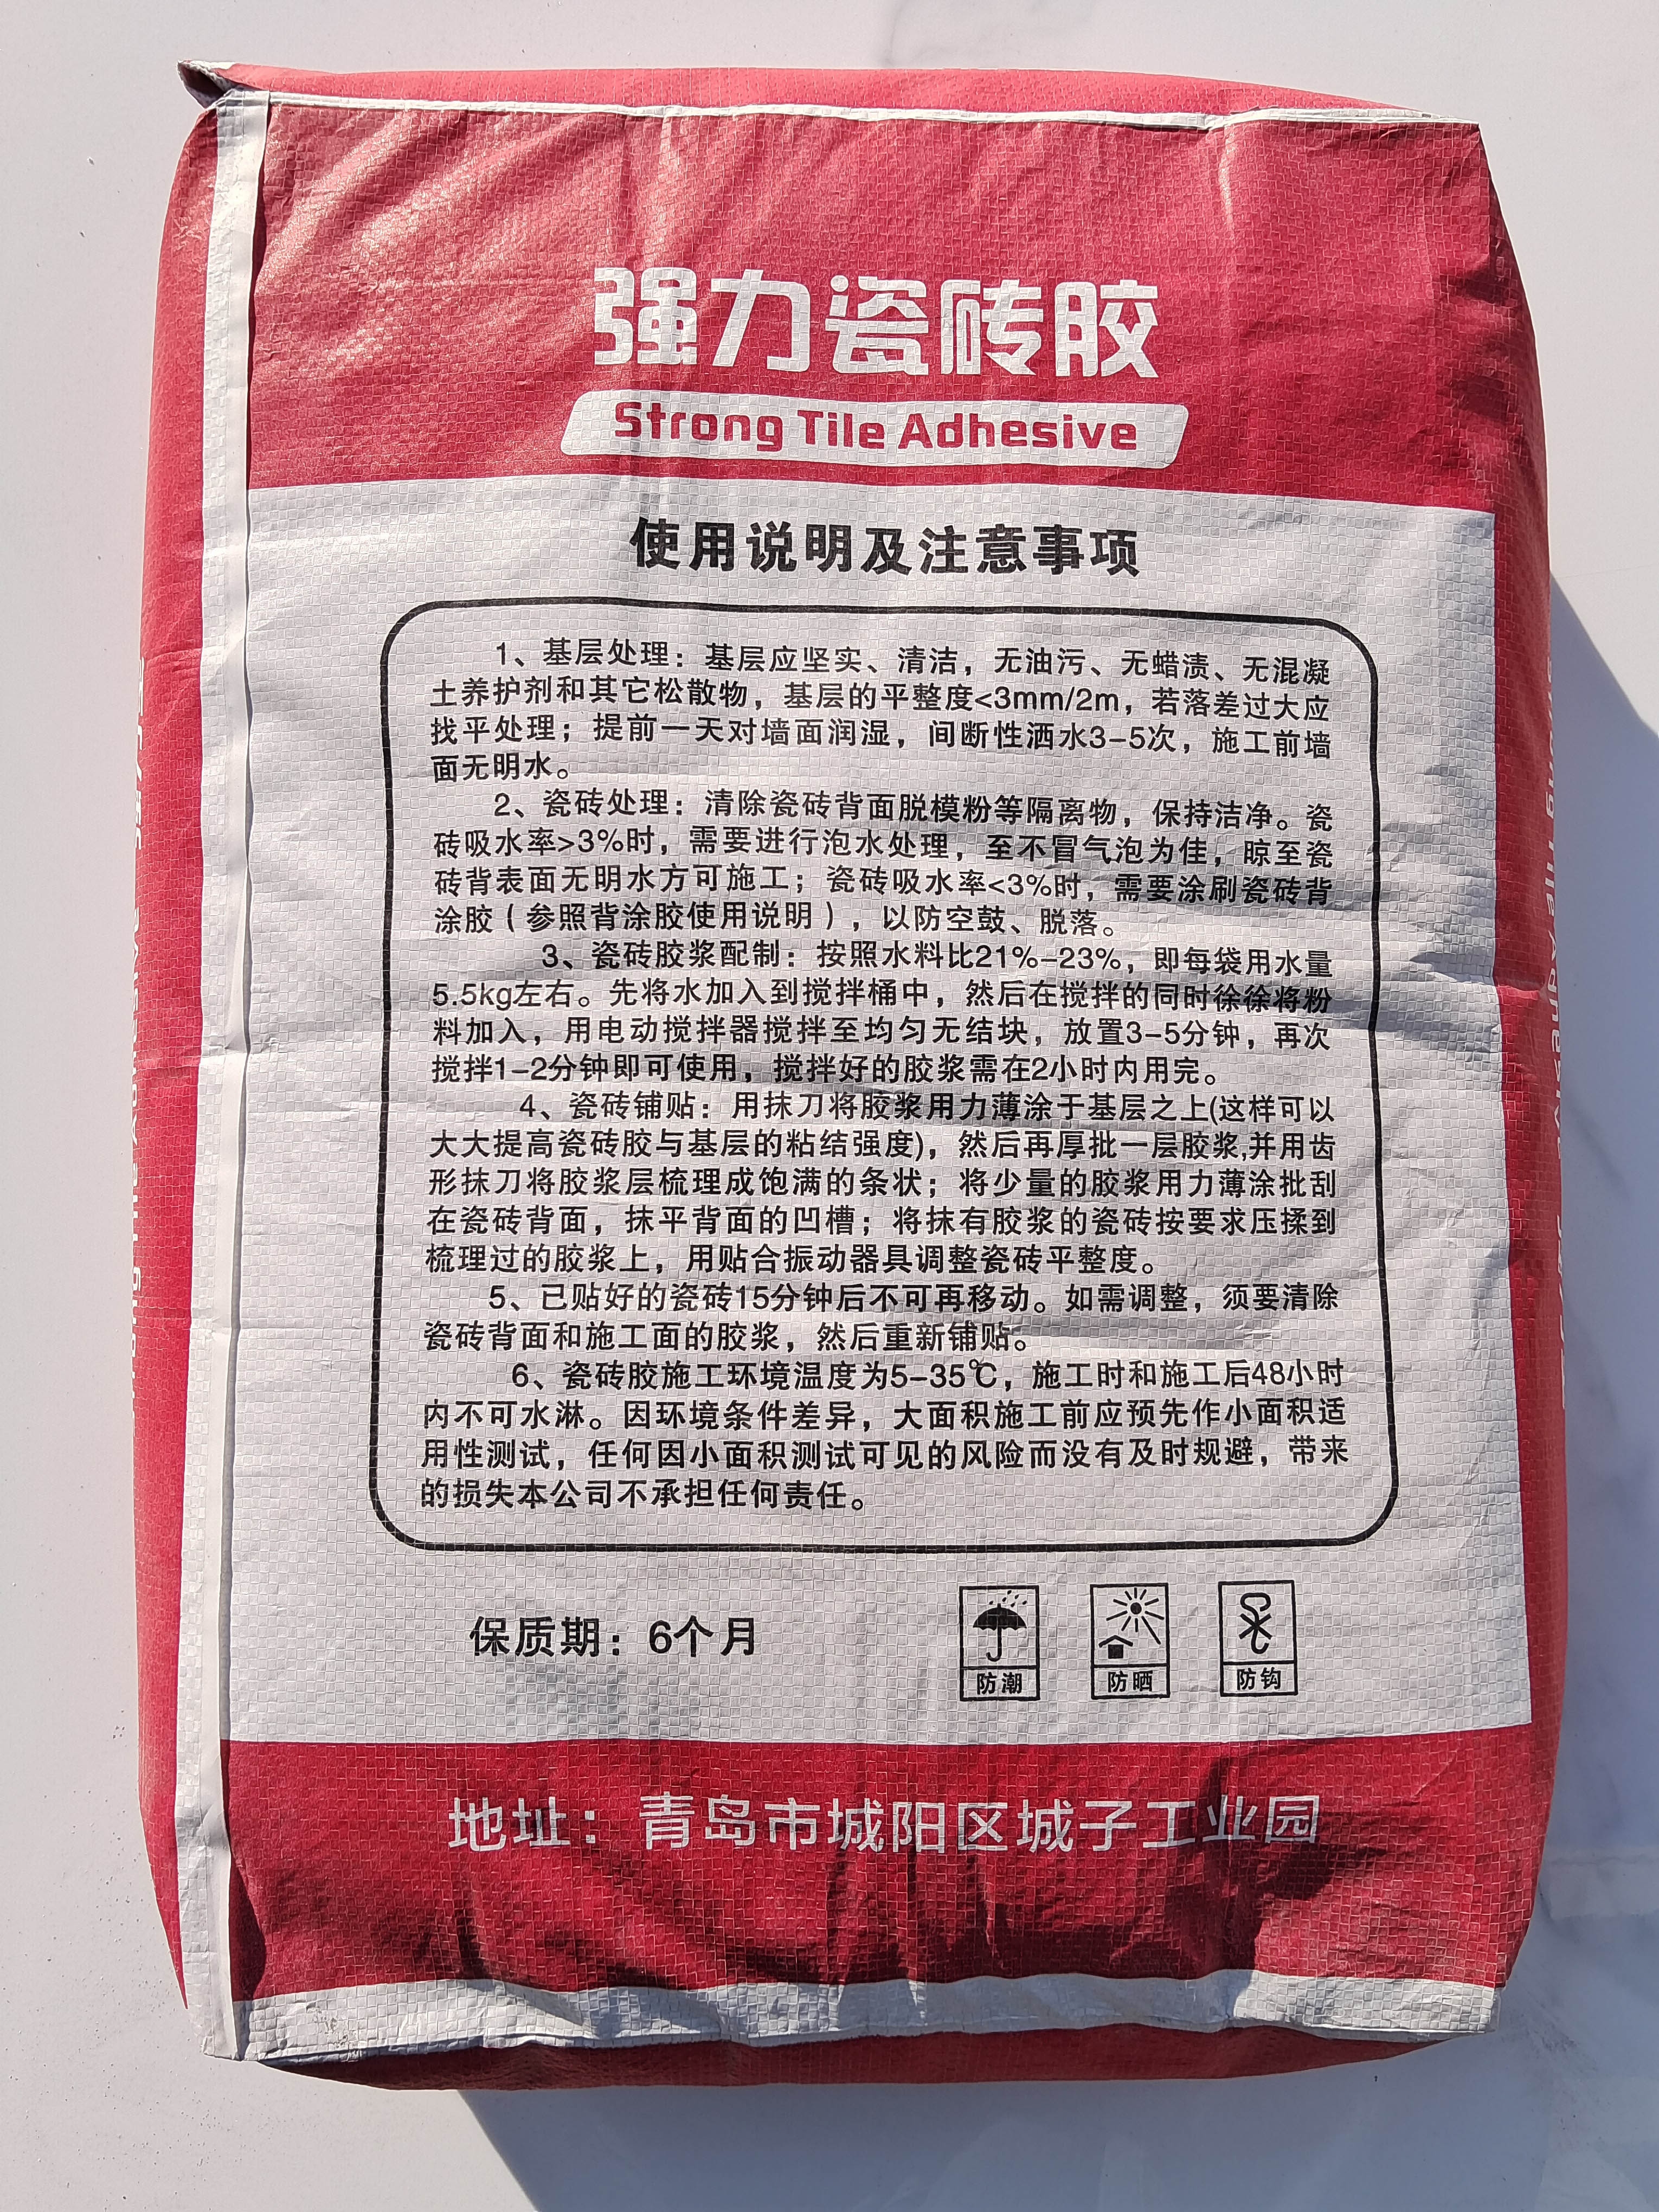 强力瓷砖胶
Strong Tile Adhesive
使用说明及注意事项
1、基层处理：基层应坚实、清洁，无油污、无蜡渍、无混凝
土养护剂和其它松散物，基层的平整度<3mm/2m，若落差过大应
找平处理；提前一天对墙面润湿，间断性洒水3-5次，施工前墙
面无明水。
2、瓷砖处理：清除瓷砖背面脱模粉等隔离物，保持洁净。瓷
砖吸水率>3%时，需要进行泡水处理，至不冒气泡为佳，晾至瓷
砖背表面无明水方可施工；瓷砖吸水率<3%时，需要涂刷瓷砖背
涂胶（参照背涂胶使用说明），以防空鼓、脱落。
3、瓷砖胶浆配制：按照水料比21%-23%，即每袋用水量
5.5kg左右。先将水加入到搅拌桶中，然后在搅拌的同时徐徐将粉
料加入，用电动搅拌器搅拌至均匀无结块，放置3-5分钟，再次
搅拌1-2分钟即可使用，搅拌好的胶浆需在2小时内用完。
4、瓷砖铺贴：用抹刀将胶浆用力薄涂于基层之上(这样可以
大大提高瓷砖胶与基层的粘结强度)，然后再厚批一层胶浆,并用齿
形抹刀将胶浆层梳理成饱满的条状；将少量的胶浆用力薄涂批刮
在瓷砖背面，抹平背面的凹槽；将抹有胶浆的瓷砖按要求压揉到
梳理过的胶浆上，用贴合振动器具调整瓷砖平整度。
5、已贴好的瓷砖15分钟后不可再移动。如需调整，须要清除
瓷砖背面和施工面的胶浆，然后重新铺贴。
6、瓷砖胶施工环境温度为5-35℃，施工时和施工后48小时
内不可水淋。因环境条件差异，大面积施工前应预先作小面积适
用性测试，任何因小面积测试可见的风险而没有及时规避，带来
的损失本公司不承担任何责任。
保质期：6个月
防潮
防晒
防钩
地址：青岛市城阳区城子工业园